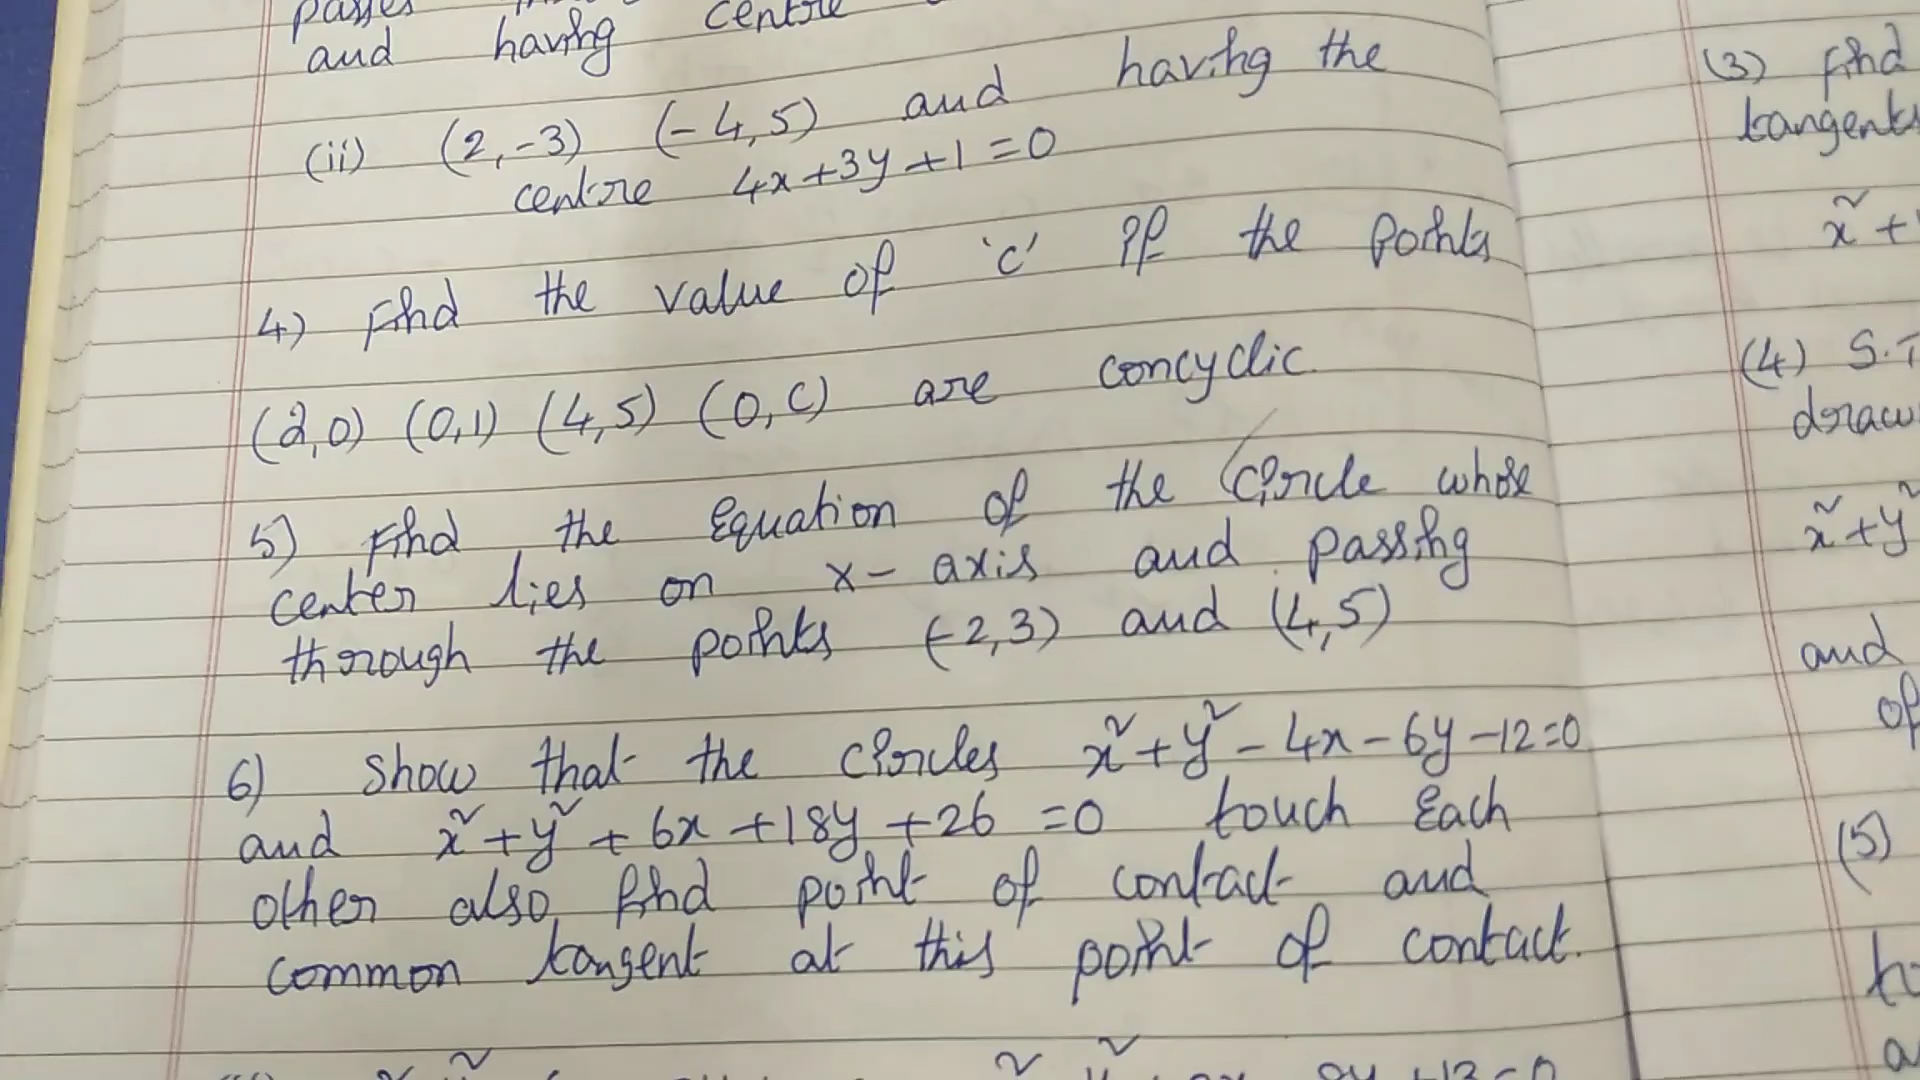 passes
and having centre
(ii) (2,-3) (-4,5) and having the
centre 4x+3y+1=0
4) Find the value of 'c' if the points
(2,0) (0,1) (4,5) (0,c) are concyclic.
5) Find the Equation of the circle whose
center lies on x-axis and passing
through the points (-2,3) and (4,5)
6) Show that the circles x²+y²-4x-6y-12=0
and x²+y²+6x+18y+26=0 touch Each
other also find point of contact and
common tangent at this point of contact.
(3) Find
tangents
x²+
(4) S.T
draw
x²+y²
and
of
(5)